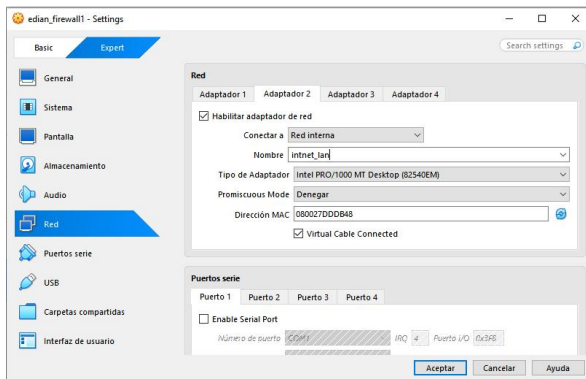 edian_firewall1 - Settings
Basic Expert Search settings
General
Sistema
Pantalla
Almacenamiento
Audio
Red
Puertos serie
USB
Carpetas compartidas
Interfaz de usuario
Red
Adaptador 1 Adaptador 2 Adaptador 3 Adaptador 4
Habilitar adaptador de red
Conectar a Red interna
Nombre intnet_lan
Tipo de Adaptador Intel PRO/1000 MT Desktop (82540EM)
Promiscuous Mode Denegar
Dirección MAC 080027DDDB48
Virtual Cable Connected
Puertos serie
Puerto 1 Puerto 2 Puerto 3 Puerto 4
Enable Serial Port
Número de puerto COM1 IRQ 4 Puerto I/O 0x3F8
Aceptar Cancelar Ayuda